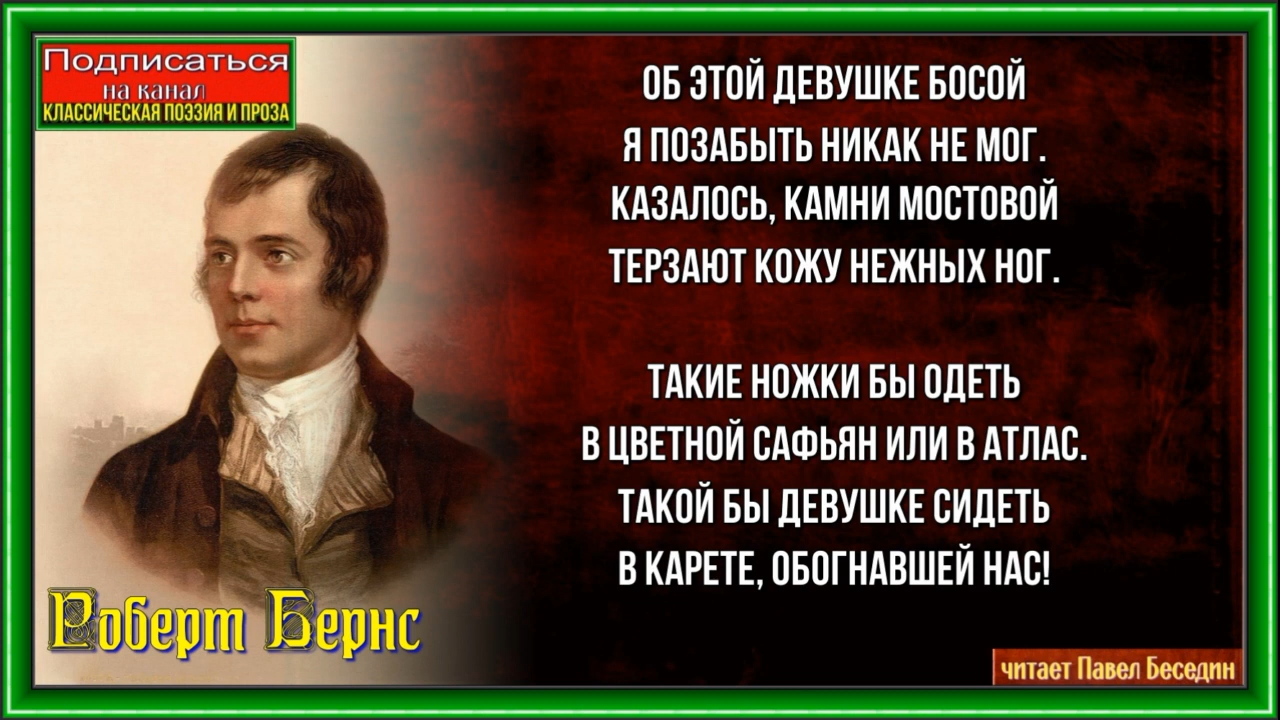 Подписаться
на канал
КЛАССИЧЕСКАЯ ПОЭЗИЯ И ПРОЗА
ОБ ЭТОЙ ДЕВУШКЕ БОСОЙ
Я ПОЗАБЫТЬ НИКАК НЕ МОГ.
КАЗАЛОСЬ, КАМНИ МОСТОВОЙ
ТЕРЗАЮТ КОЖУ НЕЖНЫХ НОГ.
ТАКИЕ НОЖКИ БЫ ОДЕТЬ
В ЦВЕТНОЙ САФЬЯН ИЛИ В АТЛАС.
ТАКОЙ БЫ ДЕВУШКЕ СИДЕТЬ
В КАРЕТЕ, ОБОГНАВШЕЙ НАС!
Роберт Бернс
читает Павел Беседин